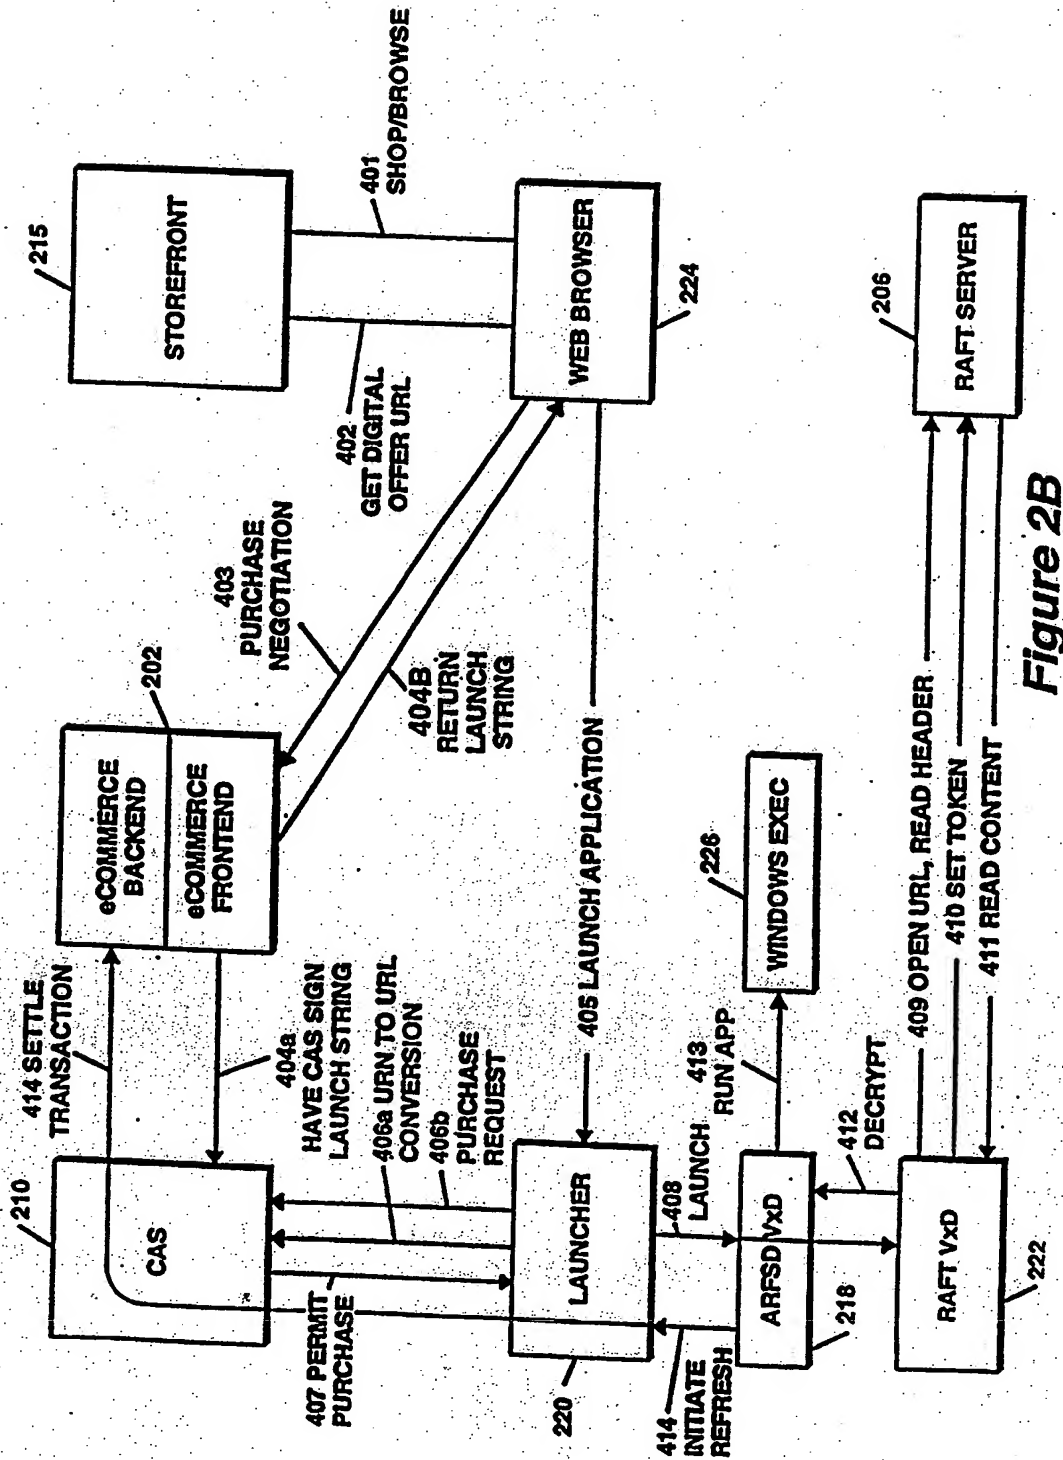 414 SETTLE
TRANSACTION
210
CAS
eCOMMERCE
BACKEND
eCOMMERCE
FRONTEND
202
404a
HAVE CAS SIGN
LAUNCH STRING
406a URN TO URL
CONVERSION
406b
PURCHASE
REQUEST
407 PERMIT
PURCHASE
403
PURCHASE
NEGOTIATION
404B
RETURN
LAUNCH
STRING
215
STOREFRONT
401
SHOP/BROWSE
402
GET DIGITAL
OFFER URL
WEB BROWSER
224
405 LAUNCH APPLICATION
LAUNCHER
220
408
LAUNCH
414
INITIATE
REFRESH
413
RUN APP
226
WINDOWS EXEC
ARFSD VxD
218
412
DECRYPT
RAFT VxD
222
409 OPEN URL, READ HEADER
410 SET TOKEN
411 READ CONTENT
206
RAFT SERVER
Figure 2B